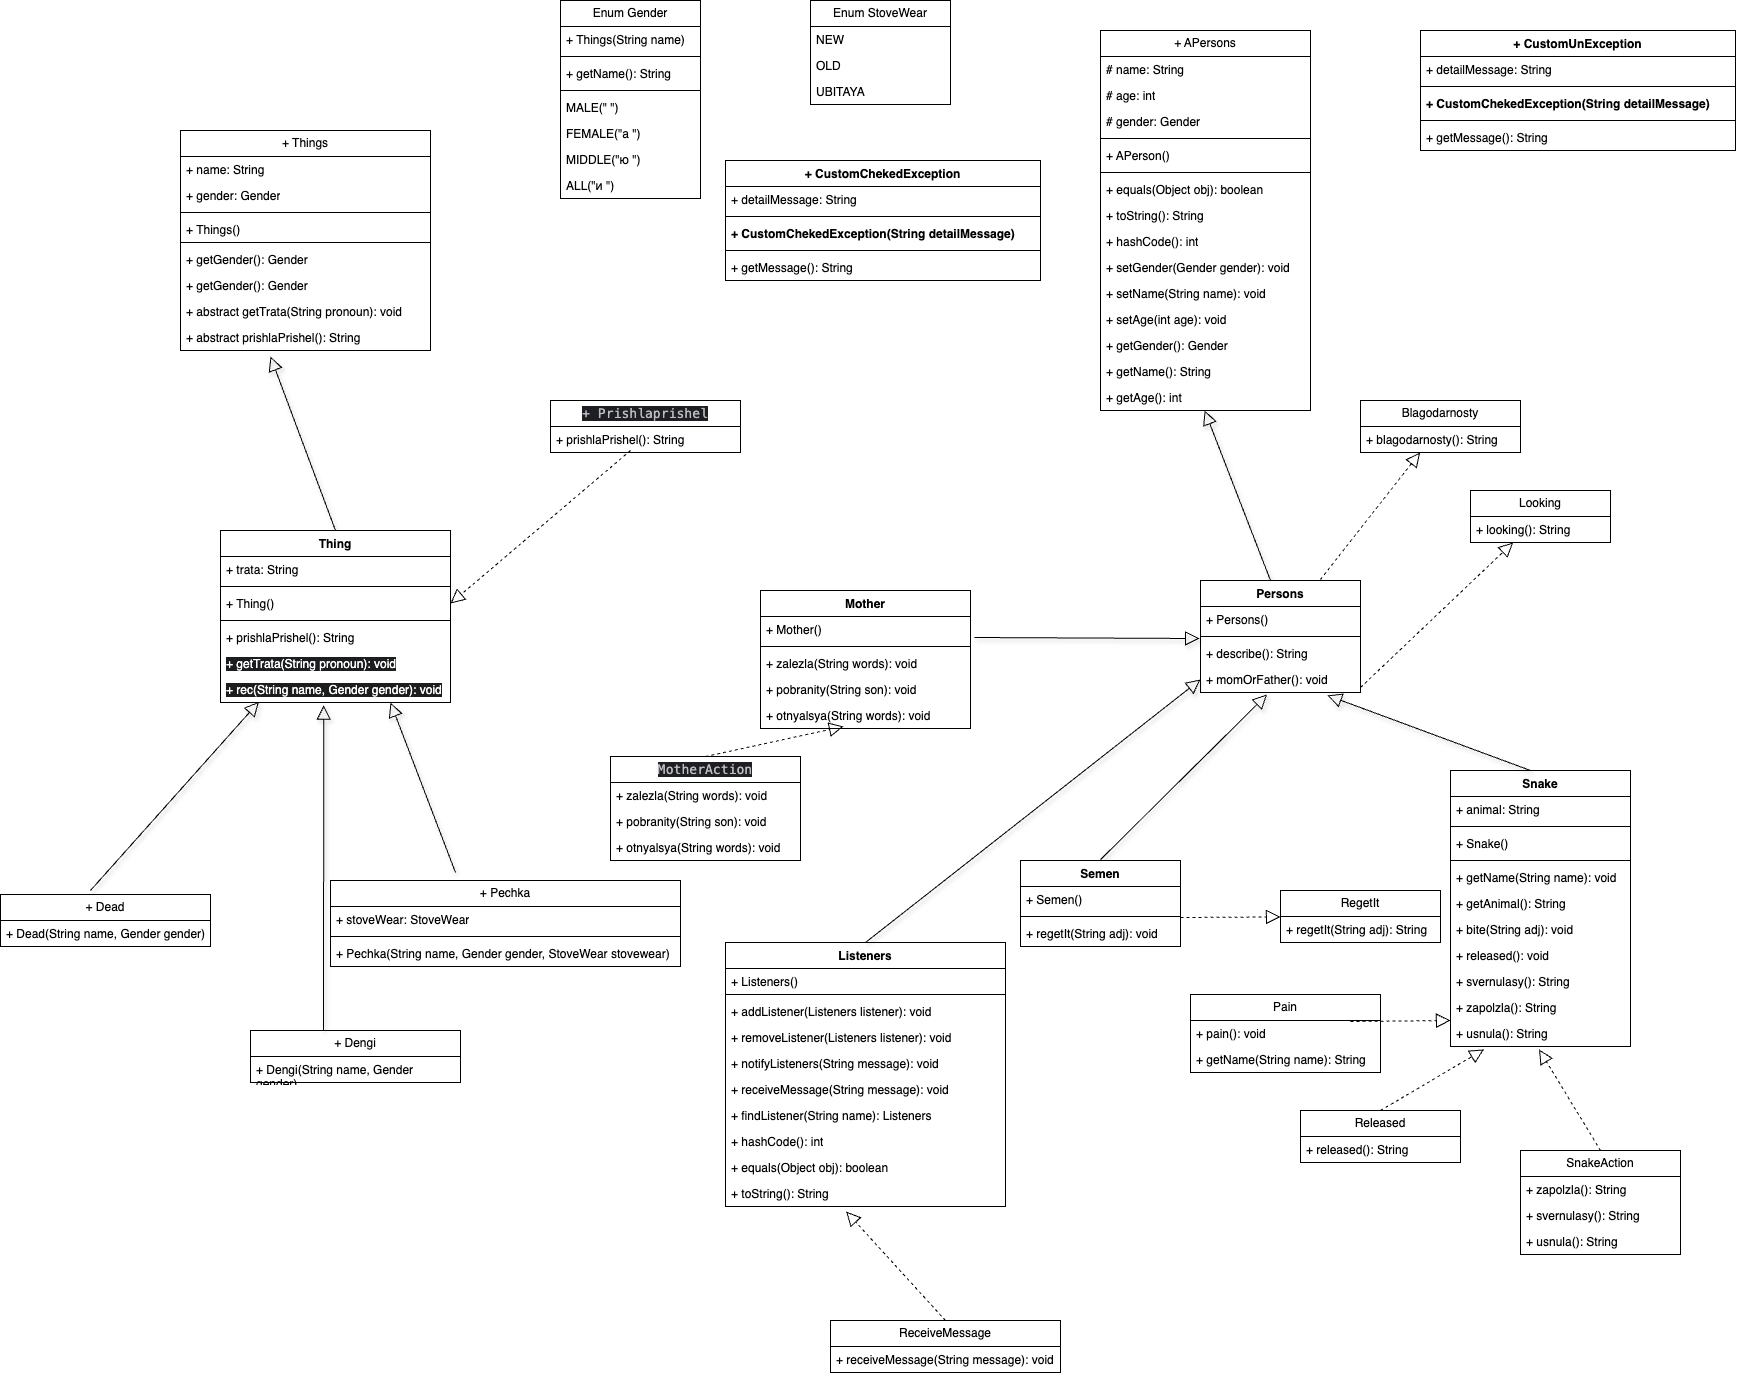 Enum Gender
+ Things(String name)
+ getName(): String
MALE(" ")
FEMALE("а ")
MIDDLE("ю ")
ALL("и ")
Enum StoveWear
NEW
OLD
UBITAYA
+ APersons
# name: String
# age: int
# gender: Gender
+ APerson()
+ equals(Object obj): boolean
+ toString(): String
+ hashCode(): int
+ setGender(Gender gender): void
+ setName(String name): void
+ setAge(int age): void
+ getGender(): Gender
+ getName(): String
+ getAge(): int
+ CustomUnException
+ detailMessage: String
+ CustomChekedException(String detailMessage)
+ getMessage(): String
+ Things
+ name: String
+ gender: Gender
+ Things()
+ getGender(): Gender
+ getGender(): Gender
+ abstract getTrata(String pronoun): void
+ abstract prishlaPrishel(): String
+ CustomChekedException
+ detailMessage: String
+ CustomChekedException(String detailMessage)
+ getMessage(): String
+ Prishlaprishel
+ prishlaPrishel(): String
Blagodarnosty
+ blagodarnosty(): String
Looking
+ looking(): String
Thing
+ trata: String
+ Thing()
+ prishlaPrishel(): String
+ getTrata(String pronoun): void
+ rec(String name, Gender gender): void
Mother
+ Mother()
+ zalezla(String words): void
+ pobranity(String son): void
+ otnyalsya(String words): void
Persons
+ Persons()
+ describe(): String
+ momOrFather(): void
MotherAction
+ zalezla(String words): void
+ pobranity(String son): void
+ otnyalsya(String words): void
Snake
+ animal: String
+ Snake()
+ getName(String name): void
+ getAnimal(): String
+ bite(String adj): void
+ released(): void
+ svernulasy(): String
+ zapolzla(): String
+ usnula(): String
+ Dead
+ Dead(String name, Gender gender)
+ Pechka
+ stoveWear: StoveWear
+ Pechka(String name, Gender gender, StoveWear stovewear)
Semen
+ Semen()
+ regetIt(String adj): void
RegetIt
+ regetIt(String adj): String
Listeners
+ Listeners()
+ addListener(Listeners listener): void
+ removeListener(Listeners listener): void
+ notifyListeners(String message): void
+ receiveMessage(String message): void
+ findListener(String name): Listeners
+ hashCode(): int
+ equals(Object obj): boolean
+ toString(): String
Pain
+ pain(): void
+ getName(String name): String
+ Dengi
+ Dengi(String name, Gender
gender)
Released
+ released(): String
SnakeAction
+ zapolzla(): String
+ svernulasy(): String
+ usnula(): String
ReceiveMessage
+ receiveMessage(String message): void